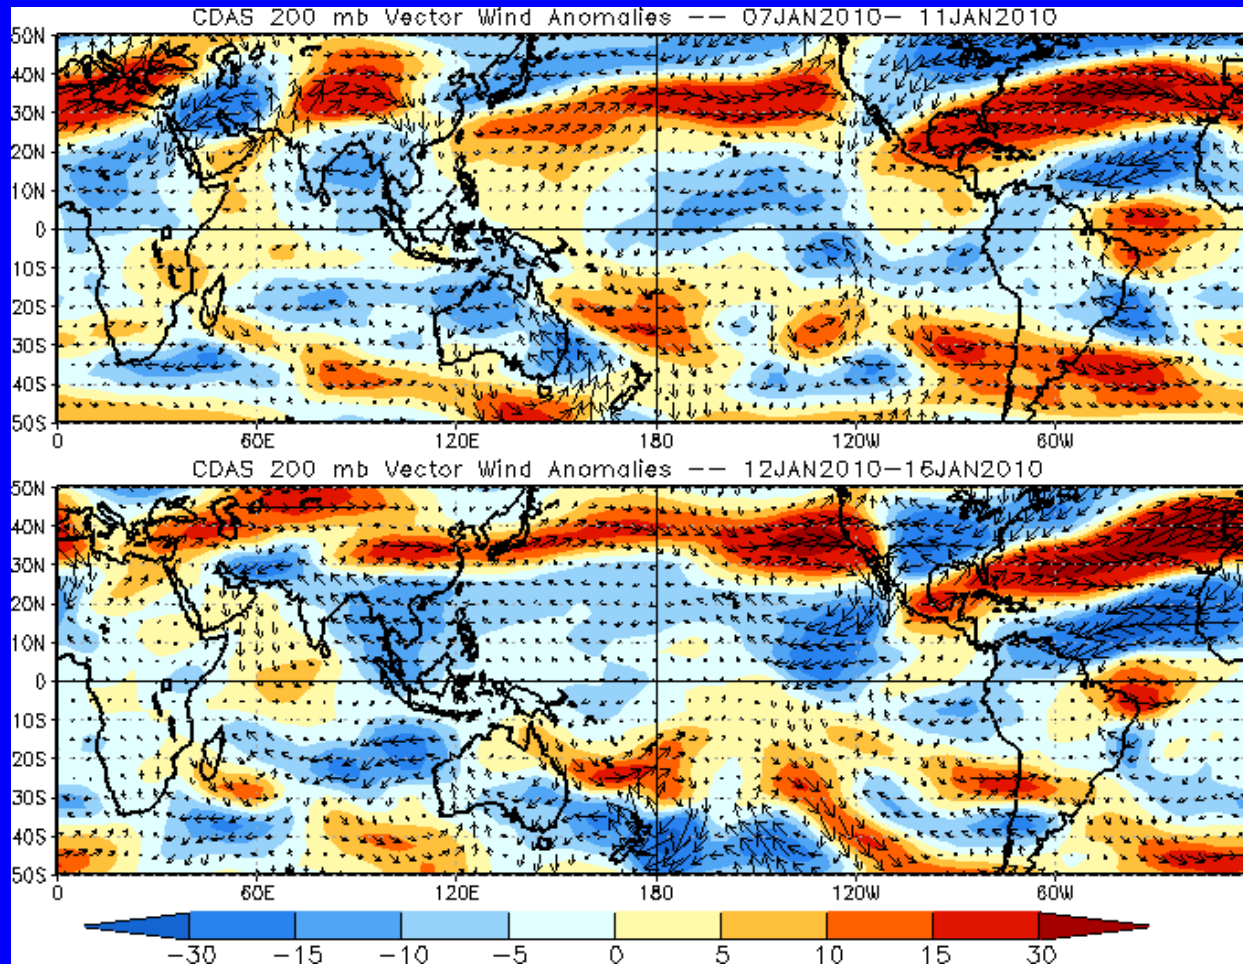 CDAS 200 mb Vector Wind Anomalies -- 07JAN2010- 11JAN2010
50N
40N
30N
20N
10N
0
10S
20S
30S
40S
50S
0 60E 120E 180 120W 60W
CDAS 200 mb Vector Wind Anomalies -- 12JAN2010-16JAN2010
50N
40N
30N
20N
10N
0
10S
20S
30S
40S
50S
0 60E 120E 180 120W 60W
-30 -15 -10 -5 0 5 10 15 30